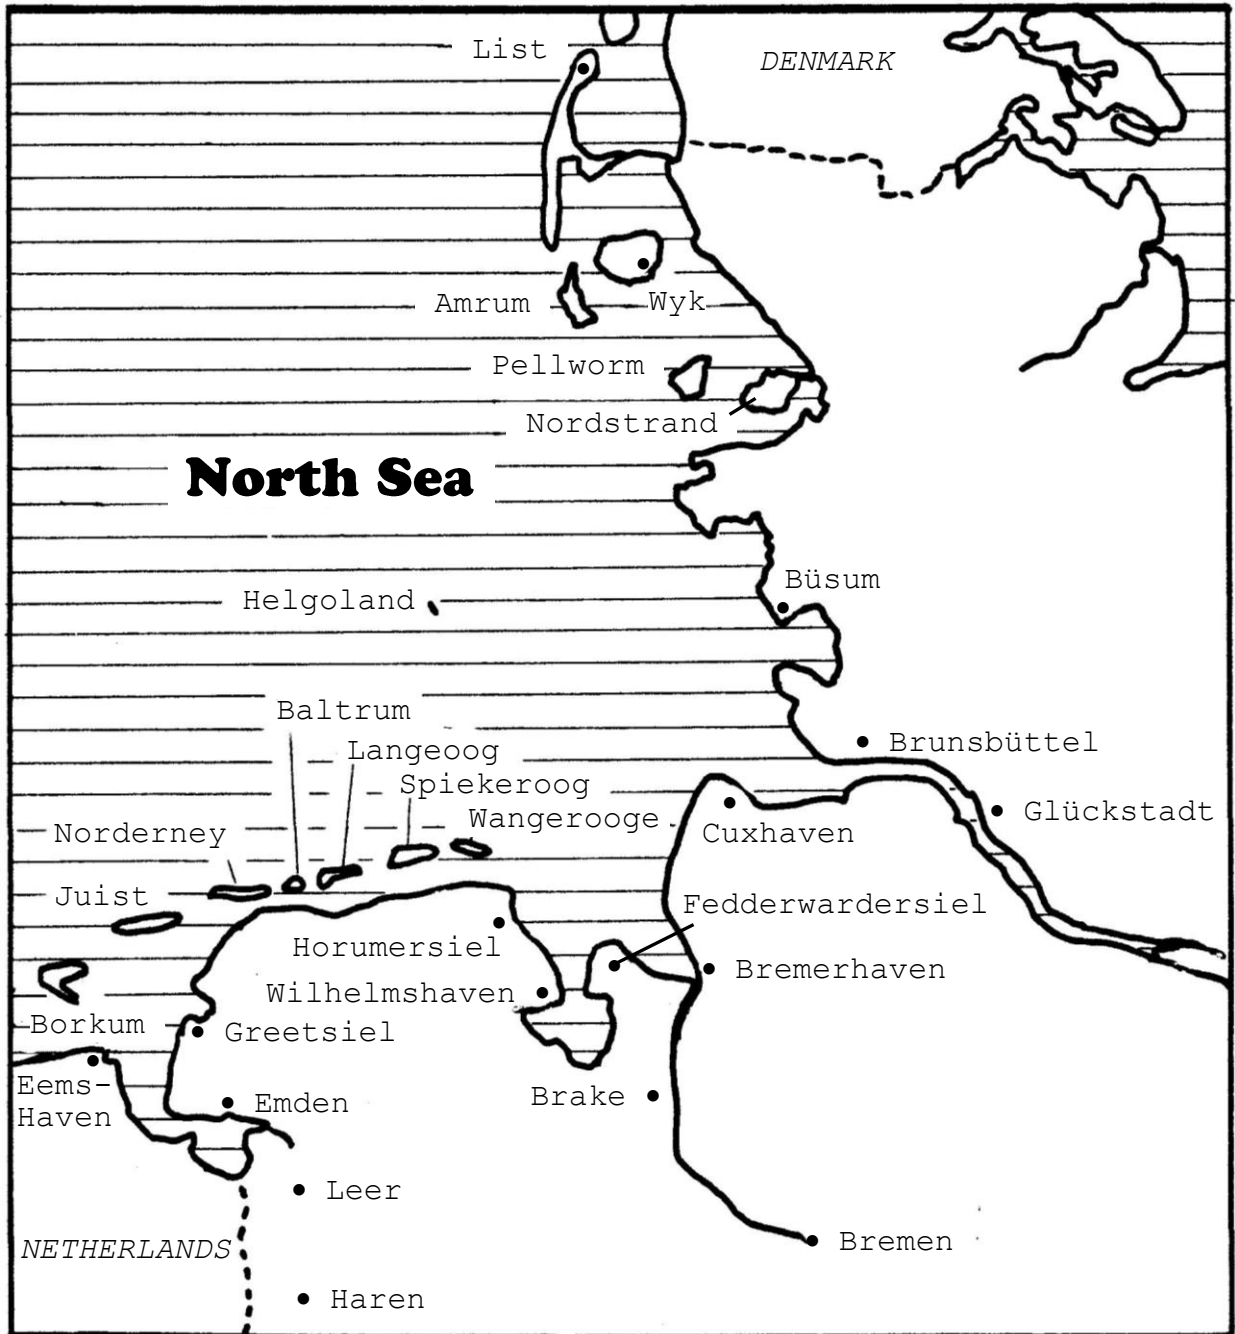 List
DENMARK
Amrum
Wyk
Pellworm
Nordstrand
North Sea
Büsum
Helgoland
Baltrum
Brunsbüttel
Langeoog
Spiekeroog
Glückstadt
Wangerooge
Norderney
Cuxhaven
Juist
Fedderwardersiel
Horumersiel
Bremerhaven
Wilhelmshaven
Borkum
Greetsiel
Eems-
Haven
Brake
Emden
Leer
NETHERLANDS
Bremen
Haren